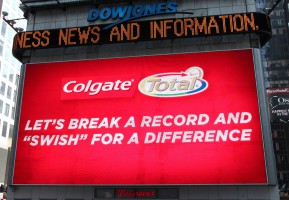 DOWJONES
NESS NEWS AND INFORMATION
Colgate Total
LET'S BREAK A RECORD AND
"SWISH" FOR A DIFFERENCE